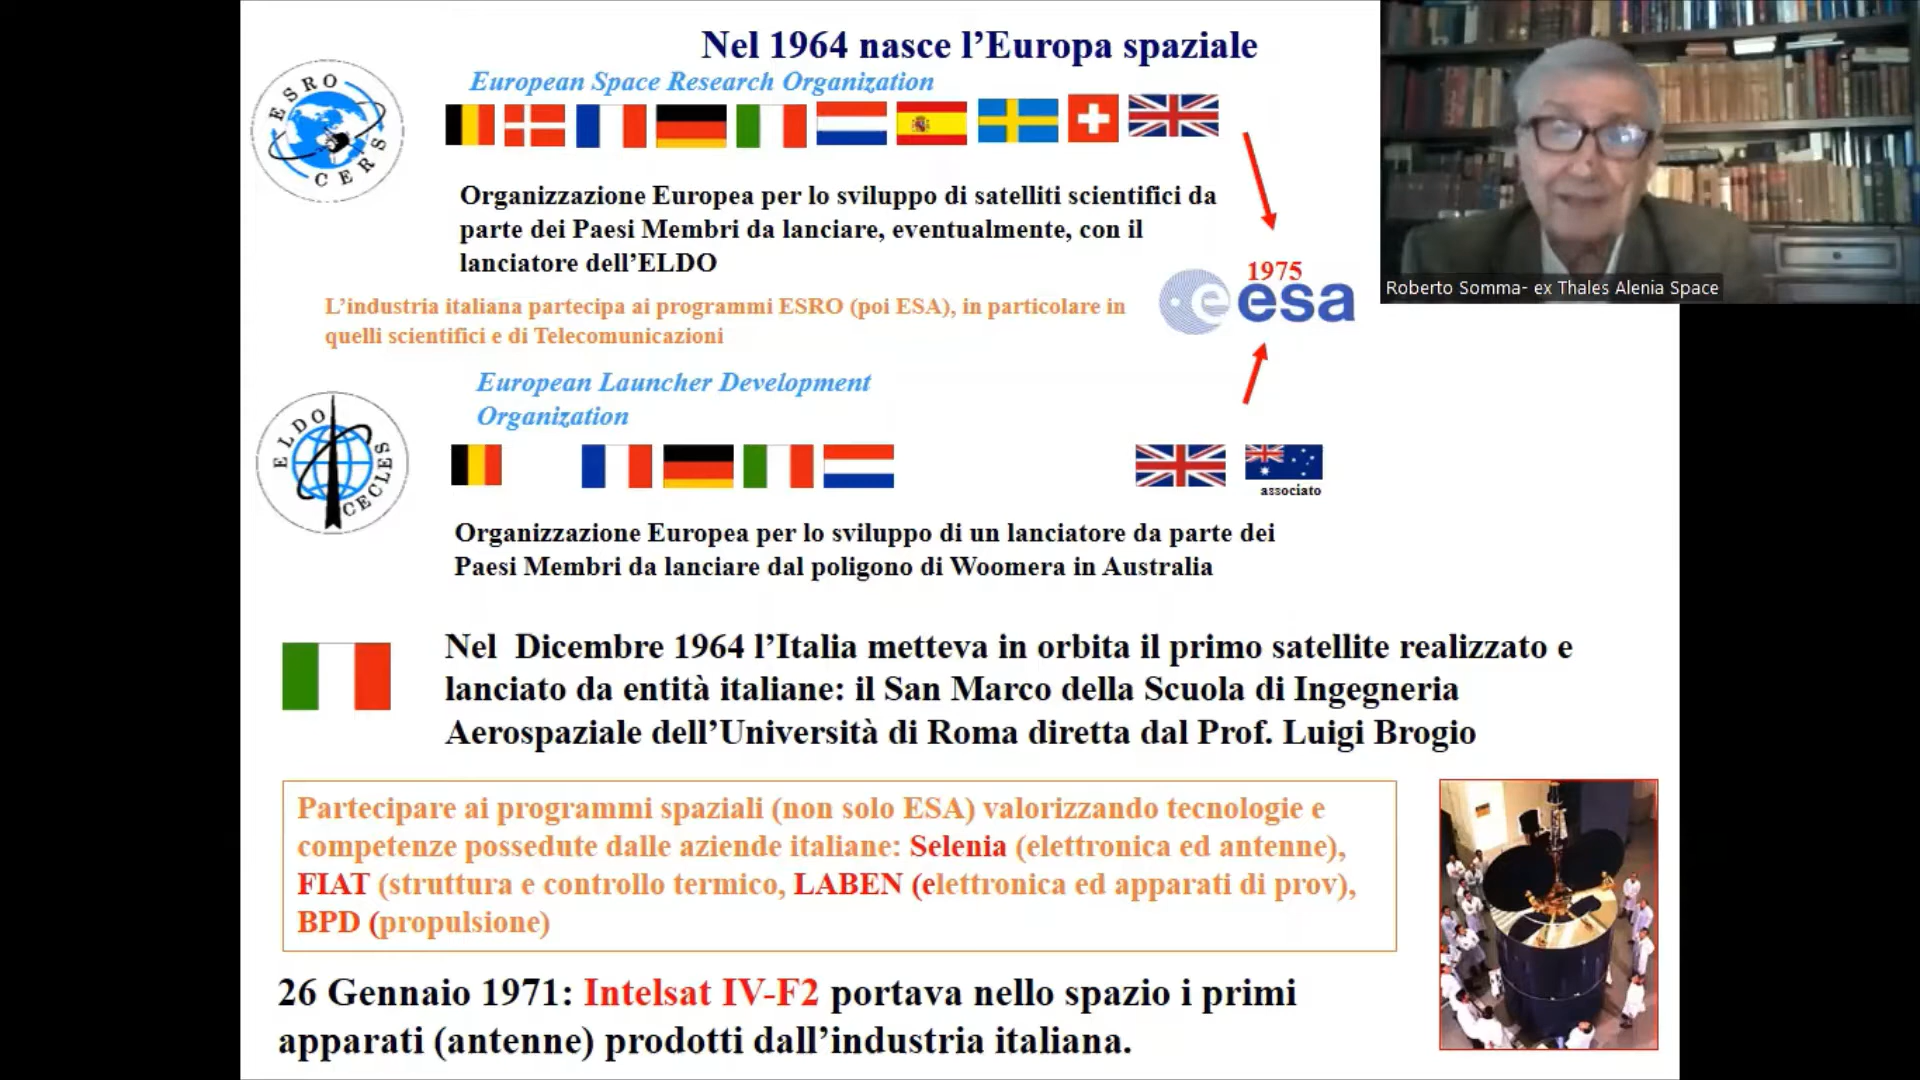 Nel 1964 nasce l’Europa spaziale
European Space Research Organization
ESRO
CERS
Organizzazione Europea per lo sviluppo di satelliti scientifici da
parte dei Paesi Membri da lanciare, eventualmente, con il
lanciatore dell’ELDO
1975
esa
Roberto Somma- ex Thales Alenia Space
L’industria italiana partecipa ai programmi ESRO (poi ESA), in particolare in
quelli scientifici e di Telecomunicazioni
European Launcher Development
Organization
ELDO
CECLES
associato
Organizzazione Europea per lo sviluppo di un lanciatore da parte dei
Paesi Membri da lanciare dal poligono di Woomera in Australia
Nel Dicembre 1964 l’Italia metteva in orbita il primo satellite realizzato e
lanciato da entità italiane: il San Marco della Scuola di Ingegneria
Aerospaziale dell’Università di Roma diretta dal Prof. Luigi Brogio
Partecipare ai programmi spaziali (non solo ESA) valorizzando tecnologie e
competenze possedute dalle aziende italiane: Selenia (elettronica ed antenne),
FIAT (struttura e controllo termico, LABEN (elettronica ed apparati di prov),
BPD (propulsione)
26 Gennaio 1971: Intelsat IV-F2 portava nello spazio i primi
apparati (antenne) prodotti dall’industria italiana.